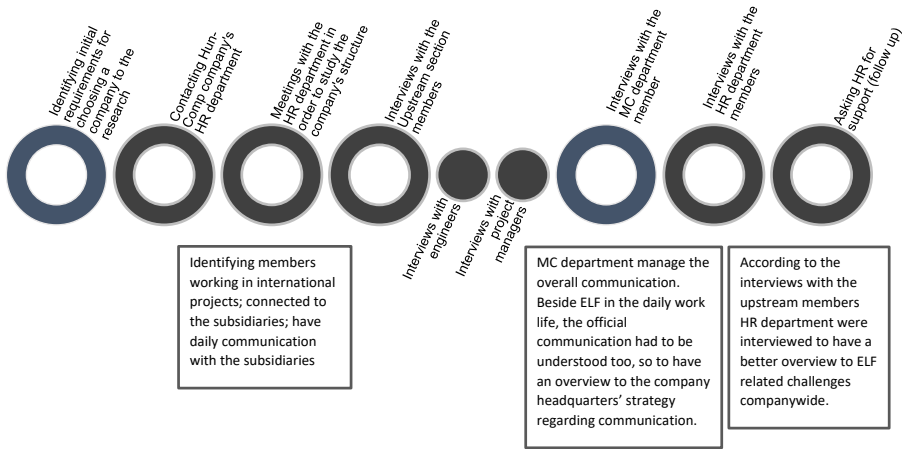 Identifying initial
requirements for
choosing a
company to the
research
Contacting Hun-
Comp company's
HR department
Meetings with the
HR department in
order to study the
company's structure
Interviews with the
Upstream section
members
Interviews with
engineers
Interviews with
project
managers
Interviews with the
MC department
member
Interviews with the
HR department
members
Asking HR for
support (follow up)
Identifying members
working in international
projects; connected to
the subsidiaries; have
daily communication
with the subsidiaries
MC department manage the
overall communication.
Beside ELF in the daily work
life, the official
communication had to be
understood too, so to have
an overview to the company
headquarters’ strategy
regarding communication.
According to the
interviews with the
upstream members
HR department were
interviewed to have a
better overview to ELF
related challenges
companywide.